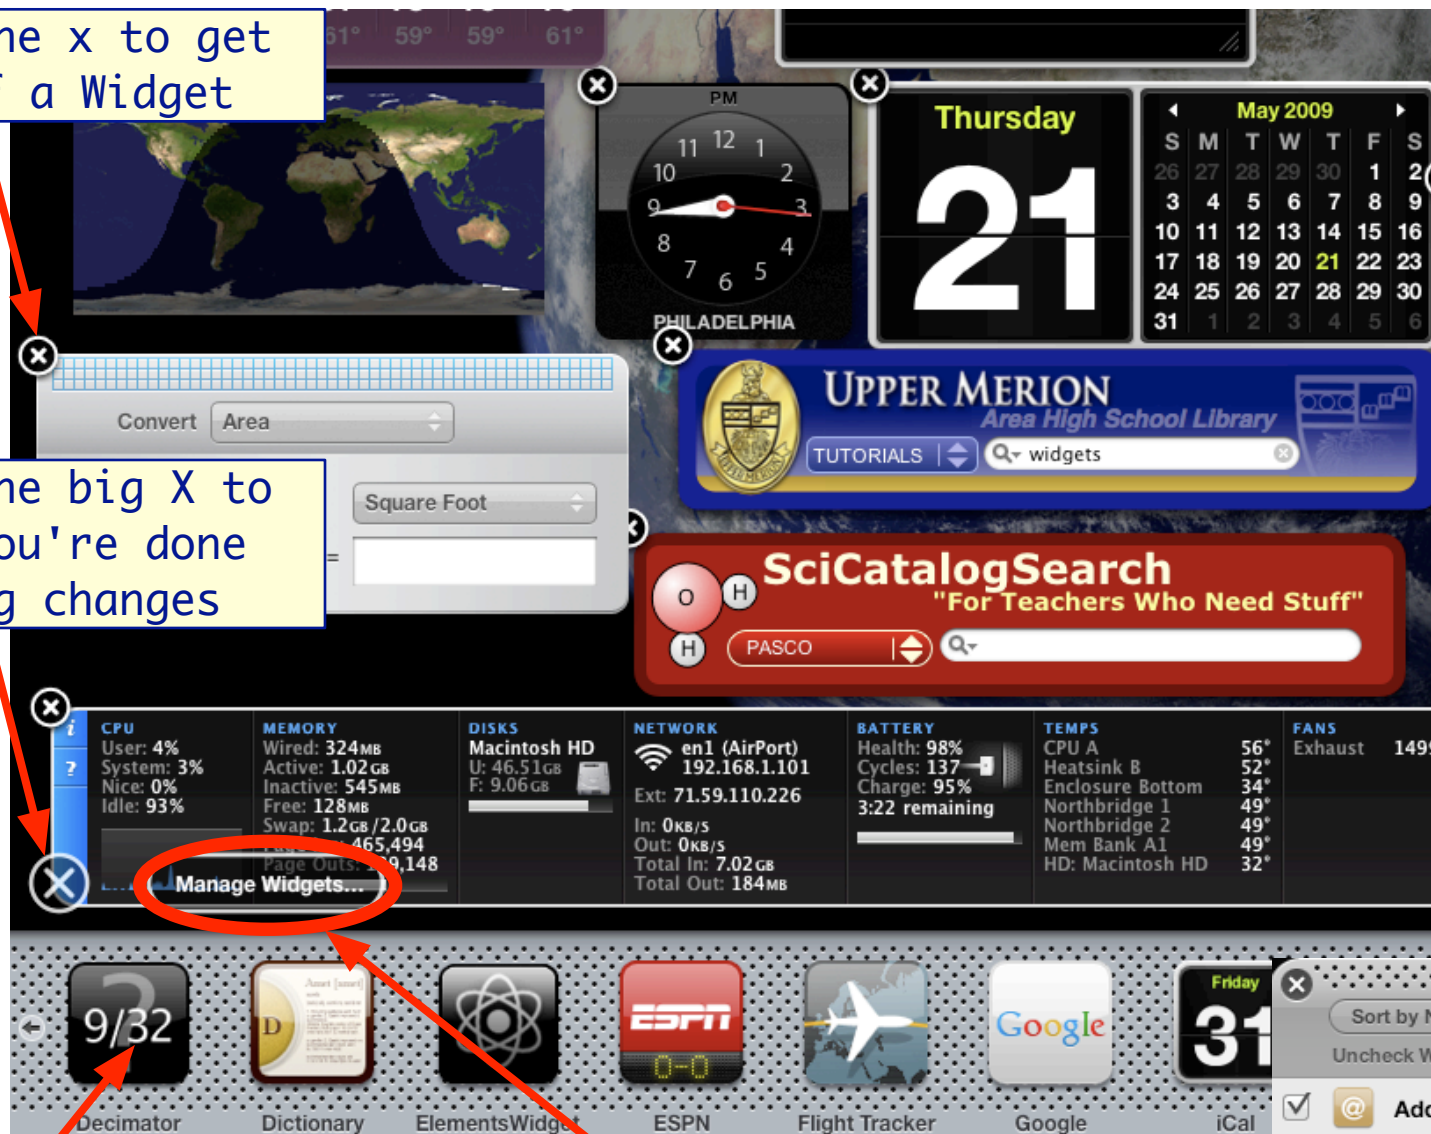 he x to get
a Widget
61° 59° 59° 61°
PM
12
11 1
10 2
9 3
8 4
7 5
6
PHILADELPHIA
Thursday
21
May 2009
S M T W T F S
26 27 28 29 30 1 2
3 4 5 6 7 8 9
10 11 12 13 14 15 16
17 18 19 20 21 22 23
24 25 26 27 28 29 30
31 1 2 3 4 5 6
Convert Area
UPPER MERION
Area High School Library
TUTORIALS widgets
he big X to
ou're done
g changes
Square Foot
=
SciCatalogSearch
"For Teachers Who Need Stuff"
O H H
PASCO
i
?
CPU
User: 4%
System: 3%
Nice: 0%
Idle: 93%
MEMORY
Wired: 324MB
Active: 1.02GB
Inactive: 545MB
Free: 128MB
Swap: 1.2GB/2.0GB
465,494
Page Outs: 148
DISKS
Macintosh HD
U: 46.51GB
F: 9.06GB
NETWORK
en1 (AirPort)
192.168.1.101
Ext: 71.59.110.226
In: 0KB/S
Out: 0KB/S
Total In: 7.02GB
Total Out: 184MB
BATTERY
Health: 98%
Cycles: 137
Charge: 95%
3:22 remaining
TEMPS
CPU A 56°
Heatsink B 52°
Enclosure Bottom 34°
Northbridge 1 49°
Northbridge 2 49°
Mem Bank A1 49°
HD: Macintosh HD 32°
FANS
Exhaust 1499
Manage Widgets...
?
9/32
D
ESPN
0-0
Google
Friday
31
Sort by N
Uncheck W
@ Add
Decimator
Dictionary
ElementsWidget
ESPN
Flight Tracker
Google
iCal